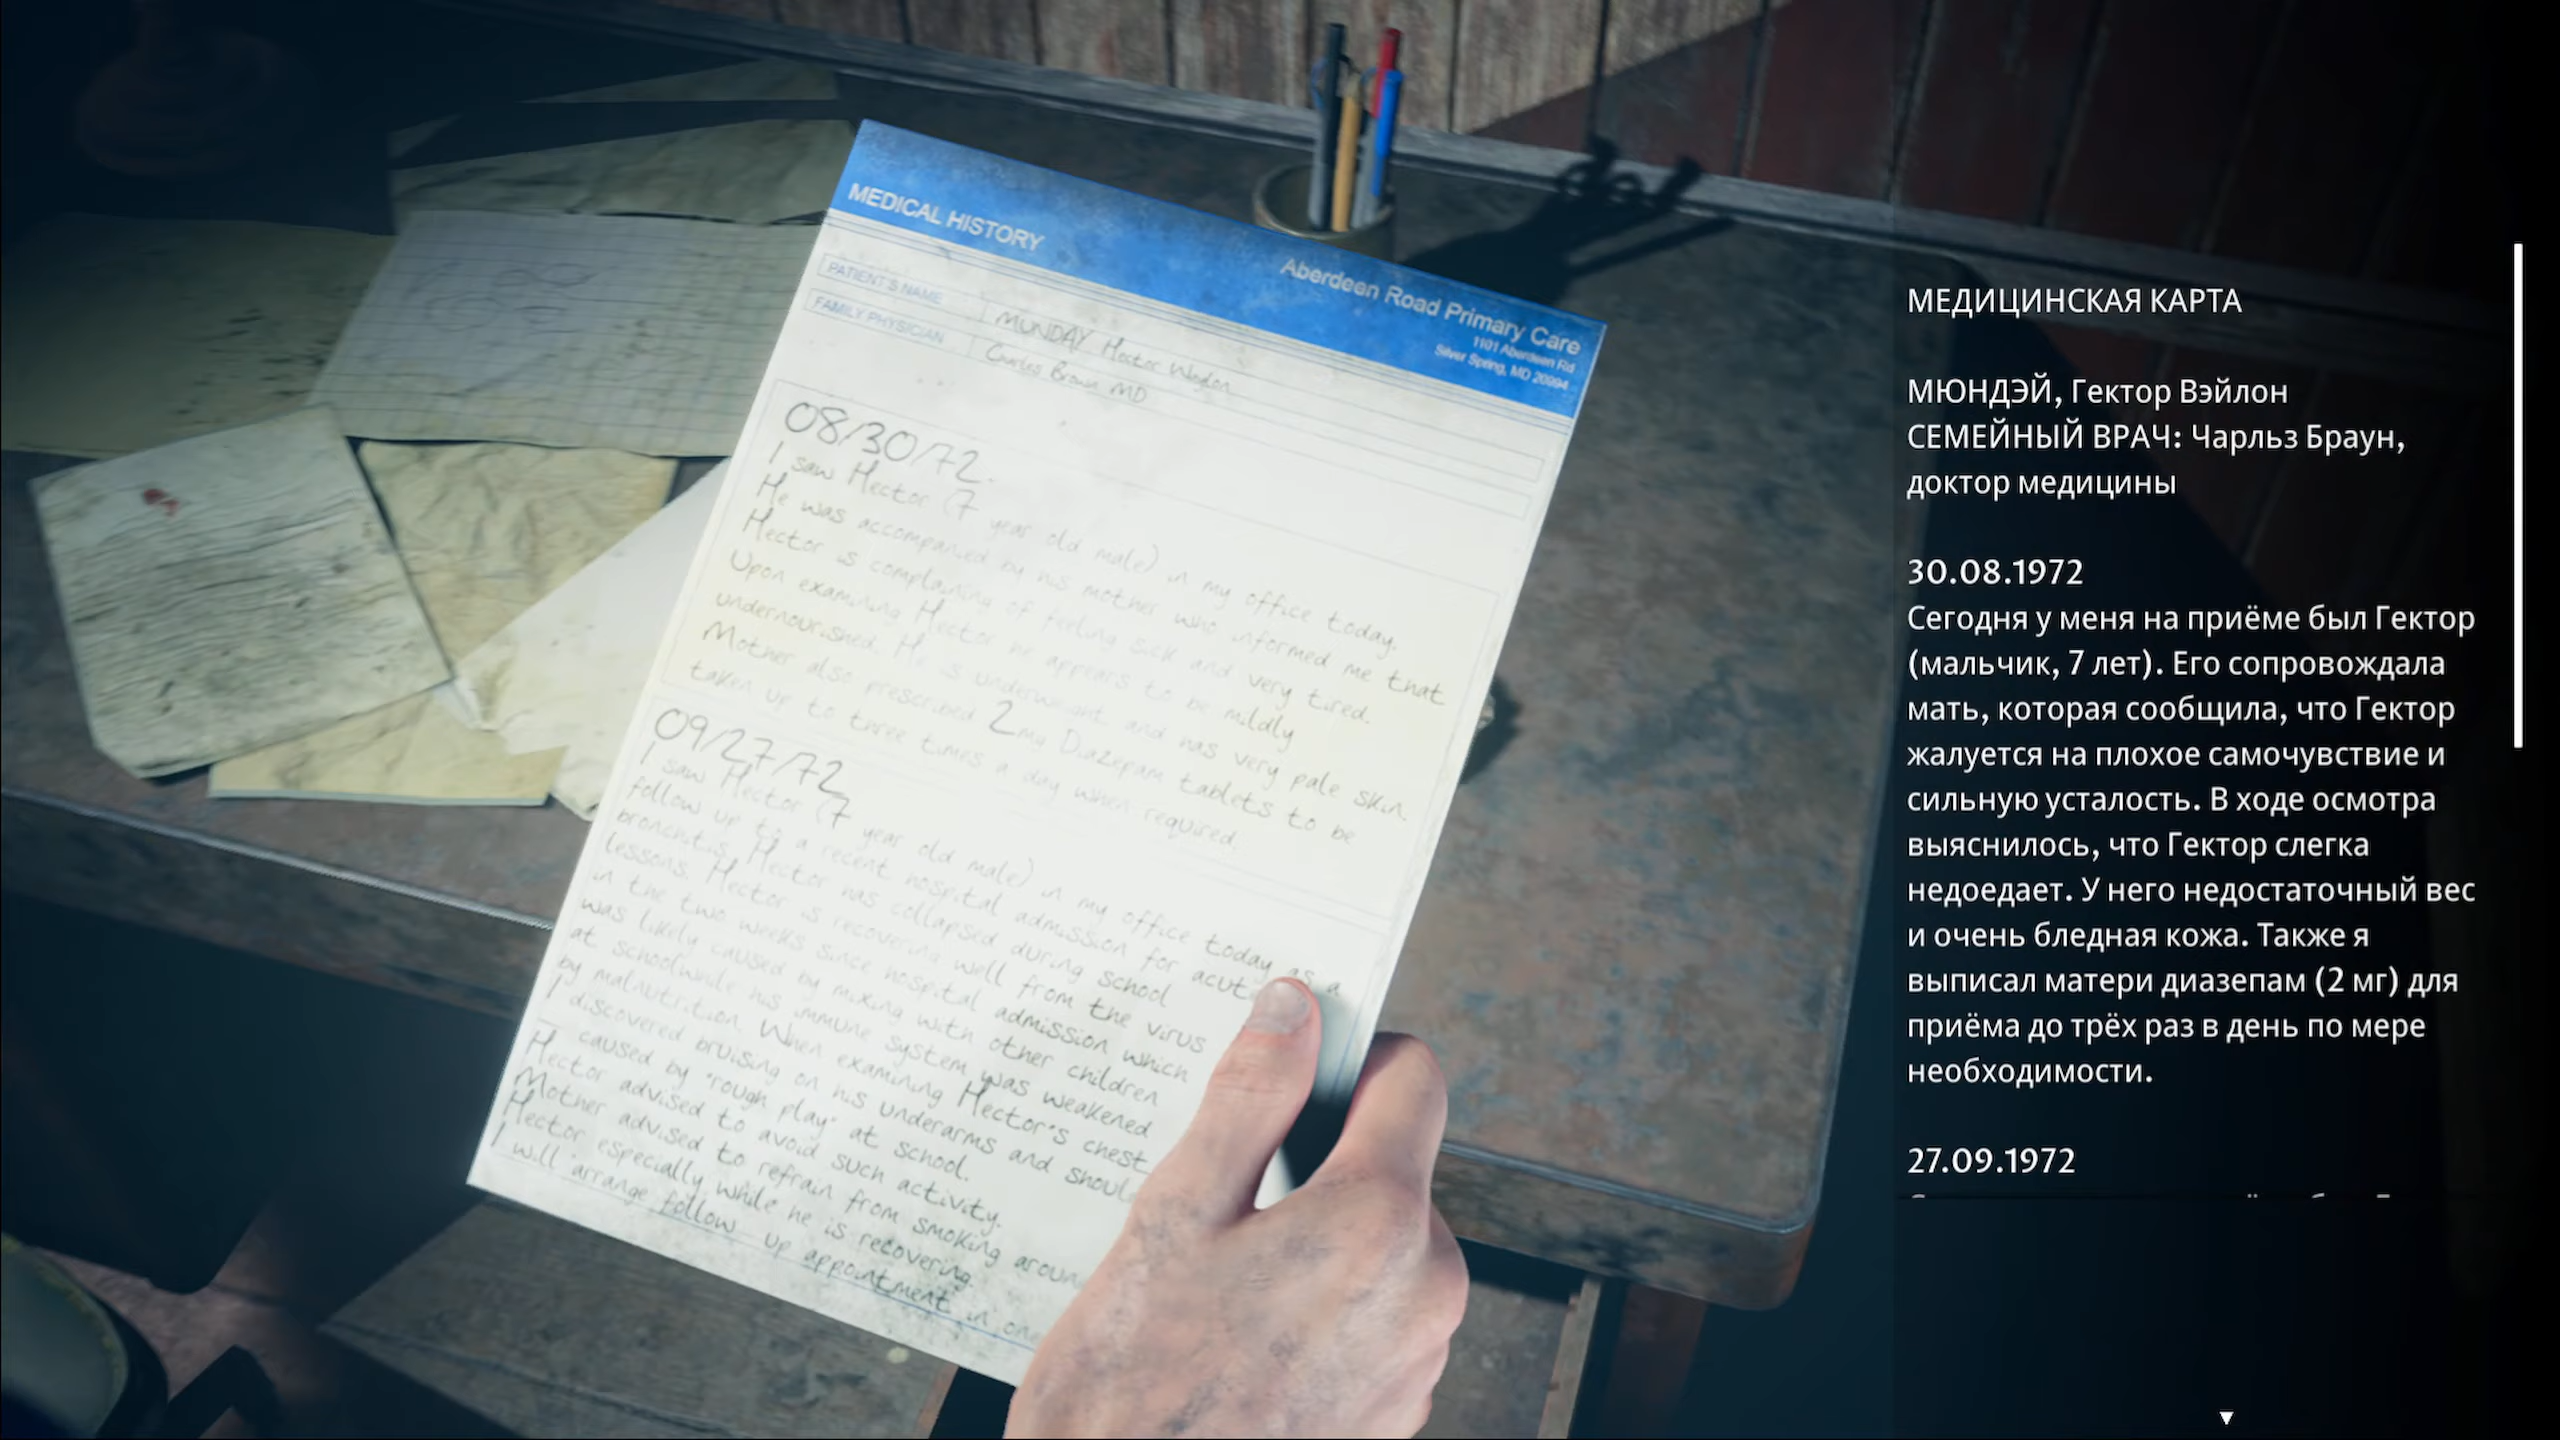 MEDICAL HISTORY
Aberdeen Road Primary Care
1101 Aberdeen Rd
Silver Spring, MD 20994
PATIENT'S NAME
MUNDAY Hector Waylon
FAMILY PHYSICIAN
Charles Brown MD
08/30/72.
I saw Hector (7 year old male) in my office today.
He was accompanied by his mother who informed me that
Hector is complaining of feeling sick and very tired.
Upon examining Hector he appears to be mildly
undernourished. He is underweight and has very pale skin.
Mother also prescribed 2mg Diazepam tablets to be
taken up to three times a day when required.
09/27/72
I saw Hector (7 year old male) in my office today as a
follow up to a recent hospital admission for acut
bronchitis. Hector has collapsed during school
lessons. Hector is recovering well from the virus
in the two weeks since hospital admission which
was likely caused by mixing with other children
at school(while his immune system was weakened
by malnutrition. When examining Hector's chest
I discovered bruising on his underarms and should
caused by "rough play" at school.
Hector advised to avoid such activity.
Mother advised to refrain from smoking aroun
Hector especially while he is recovering.
I will arrange follow up appointment in one
МЕДИЦИНСКАЯ КАРТА
МЮНДЭЙ, Гектор Вэйлон
СЕМЕЙНЫЙ ВРАЧ: Чарльз Браун,
доктор медицины
30.08.1972
Сегодня у меня на приёме был Гектор
(мальчик, 7 лет). Его сопровождала
мать, которая сообщила, что Гектор
жалуется на плохое самочувствие и
сильную усталость. В ходе осмотра
выяснилось, что Гектор слегка
недоедает. У него недостаточный вес
и очень бледная кожа. Также я
выписал матери диазепам (2 мг) для
приёма до трёх раз в день по мере
необходимости.
27.09.1972